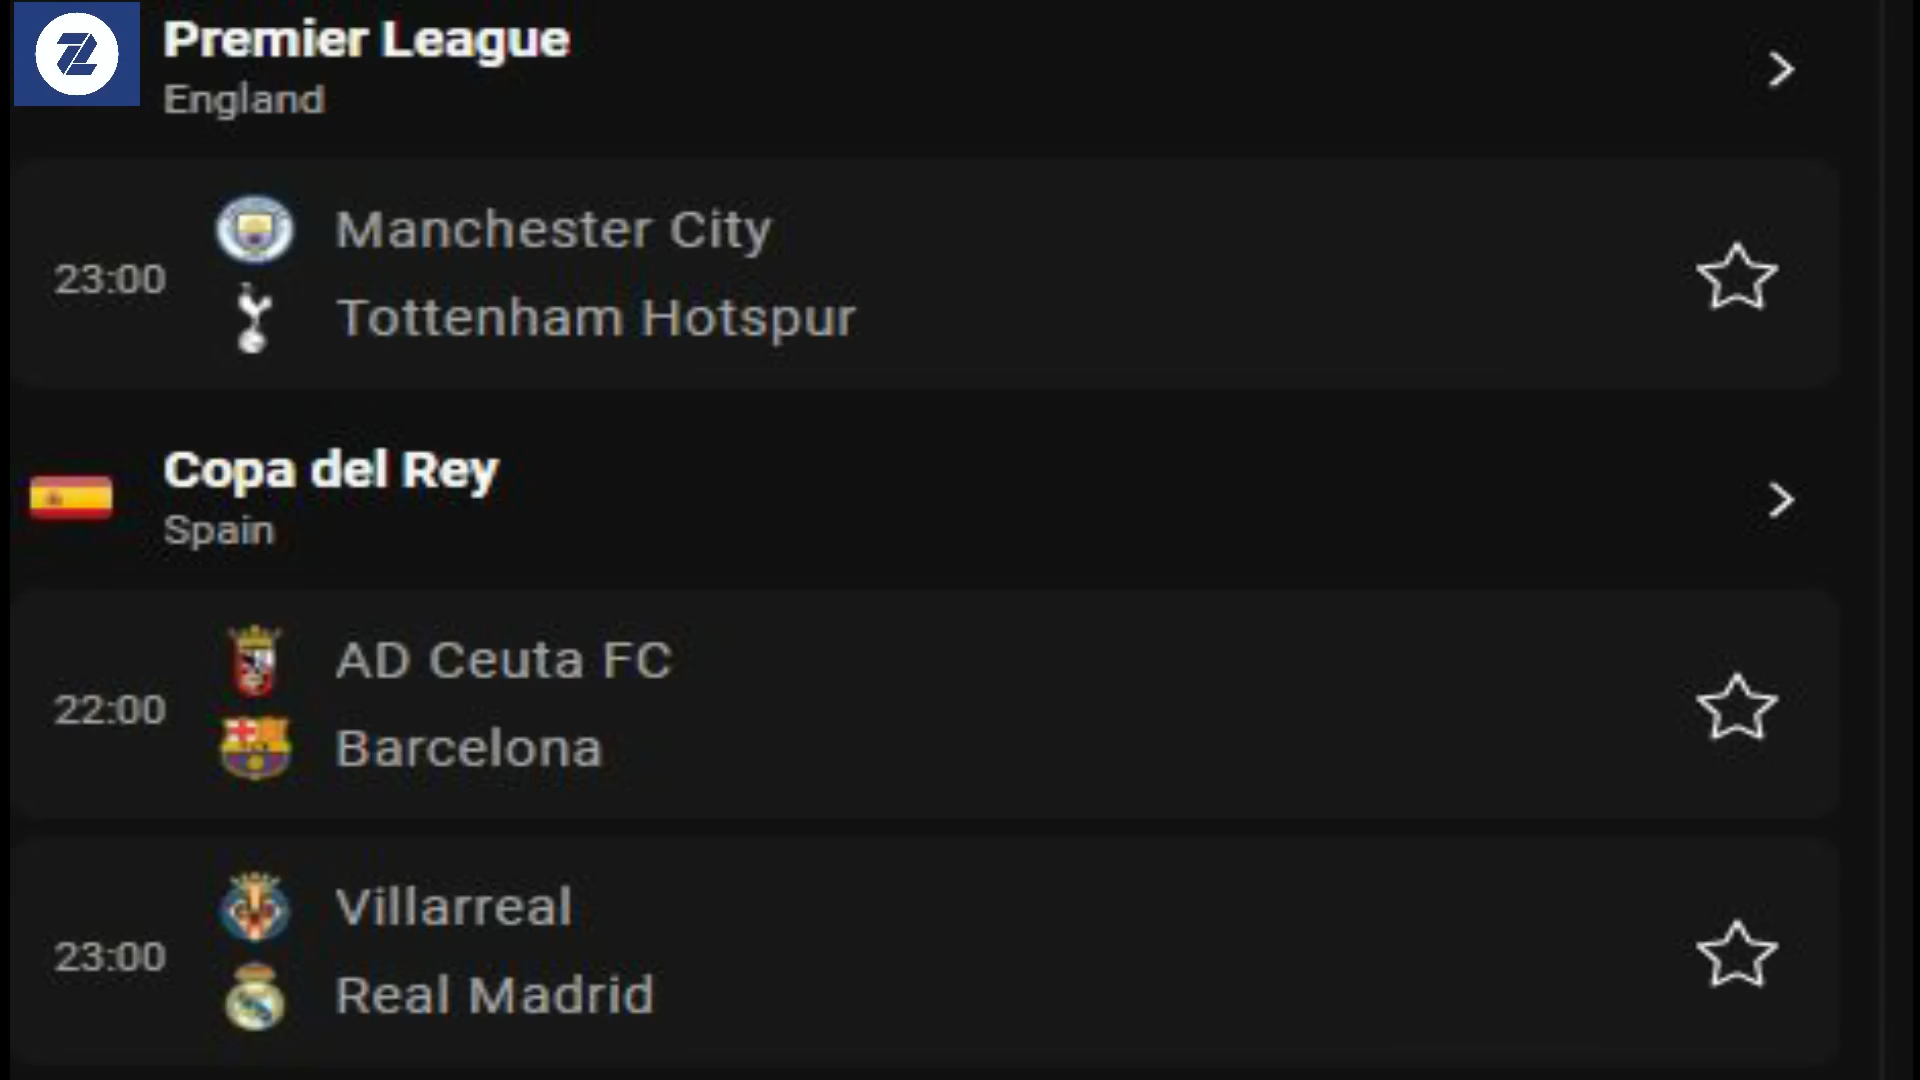 Premier League
England
23:00
Manchester City
Tottenham Hotspur
Copa del Rey
Spain
22:00
AD Ceuta FC
Barcelona
23:00
Villarreal
Real Madrid